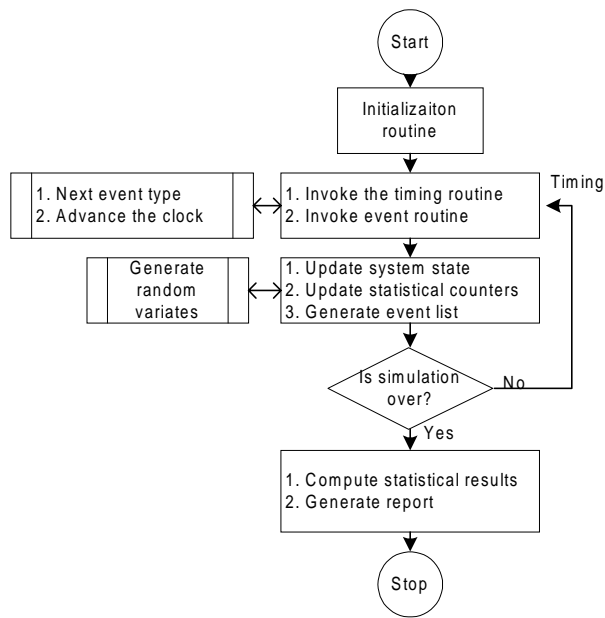 Start
Initializaiton
routine
Timing
1. Next event type
2. Advance the clock
1. Invoke the timing routine
2. Invoke event routine
Generate
random
variates
1. Update system state
2. Update statistical counters
3. Generate event list
Is simulation
over?
No
Yes
1. Compute statistical results
2. Generate report
Stop